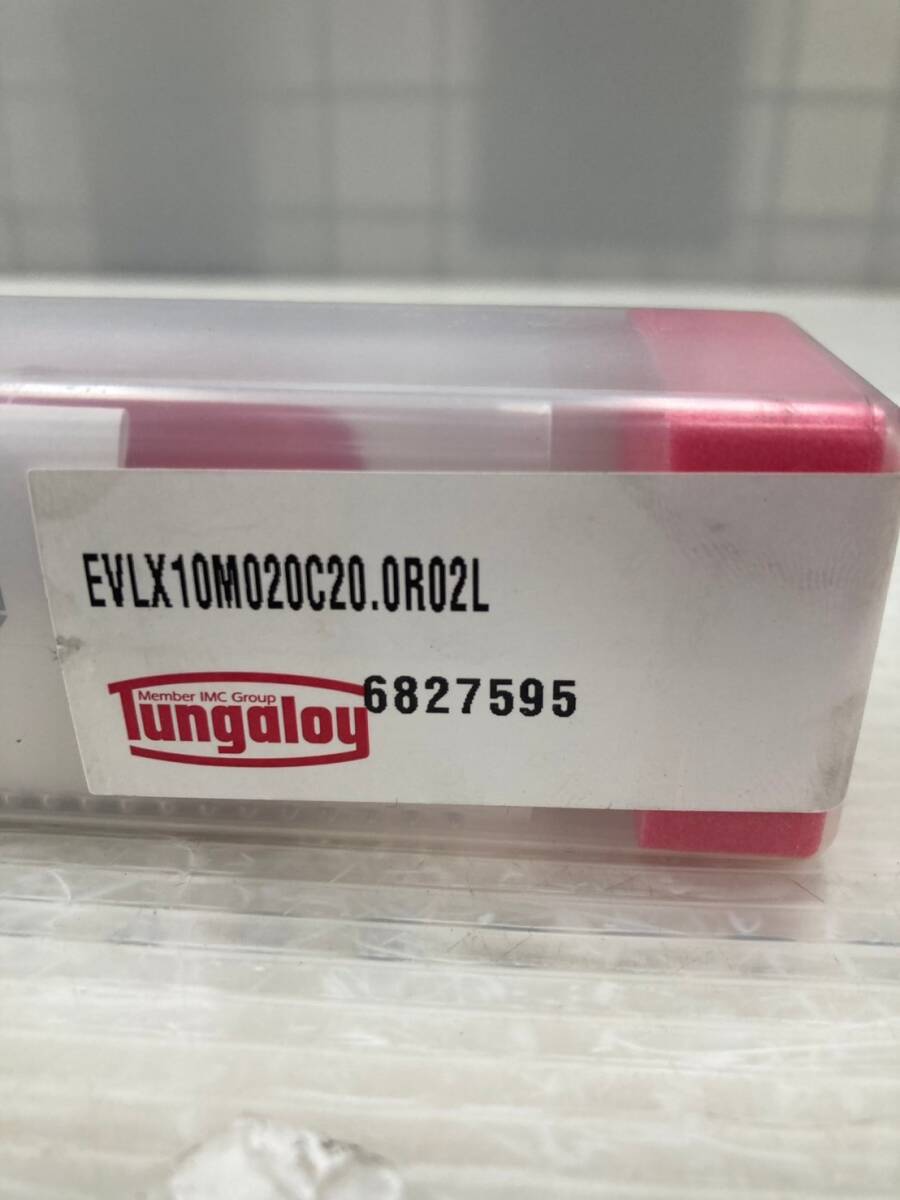 EVLX10M020C20.0R02L
Member IMC Group
Tungaloy 6827595